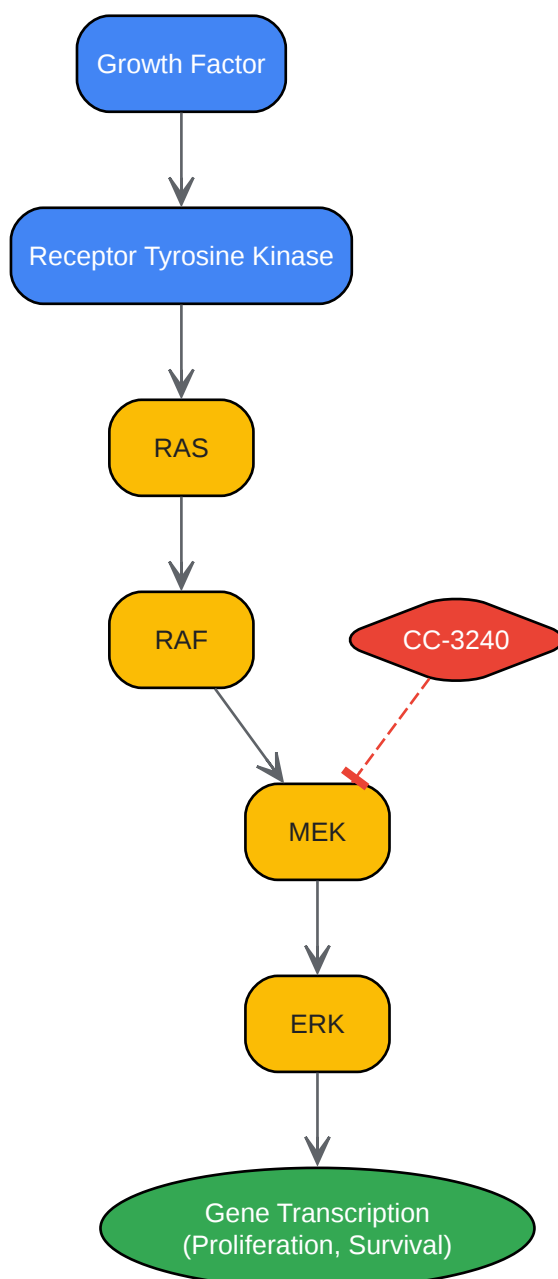 Growth Factor
Receptor Tyrosine Kinase
RAS
RAF
CC-3240
MEK
ERK
Gene Transcription
(Proliferation, Survival)